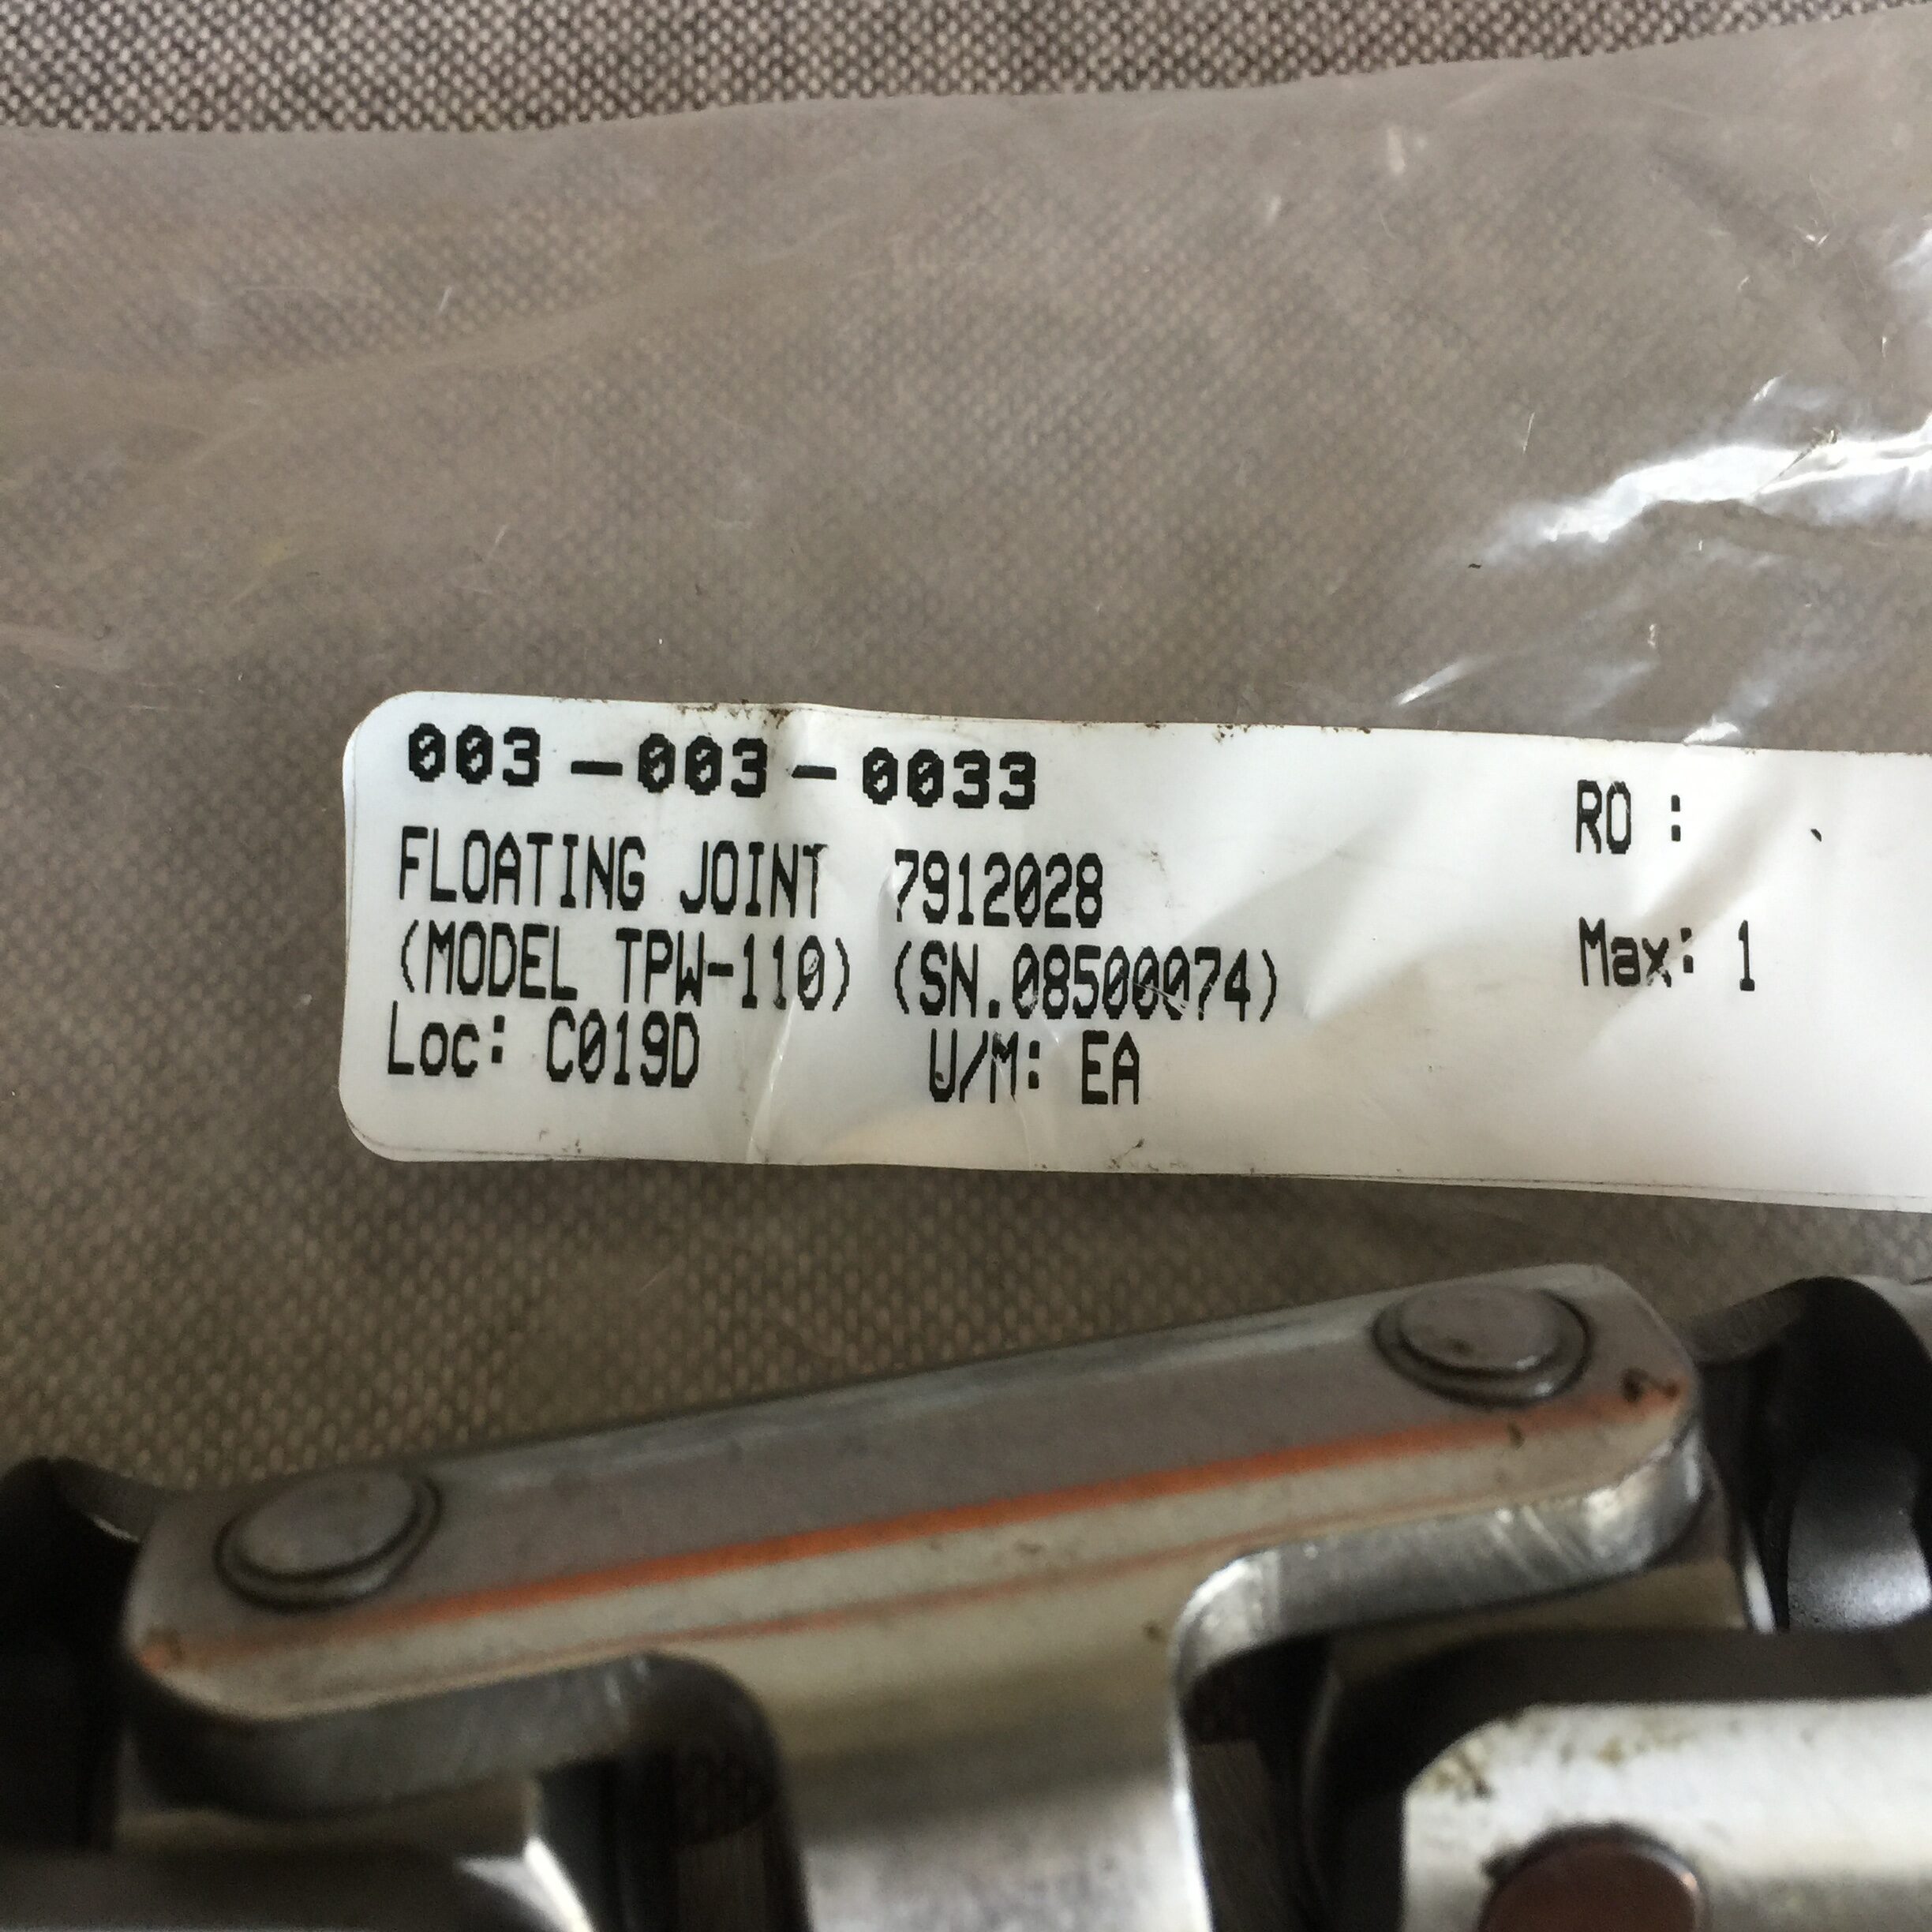 003-003-0033
FLOATING JOINT 7912028
(MODEL TPW-110) (SN.08500074)
Loc: C019D U/M: EA
RO :
Max: 1